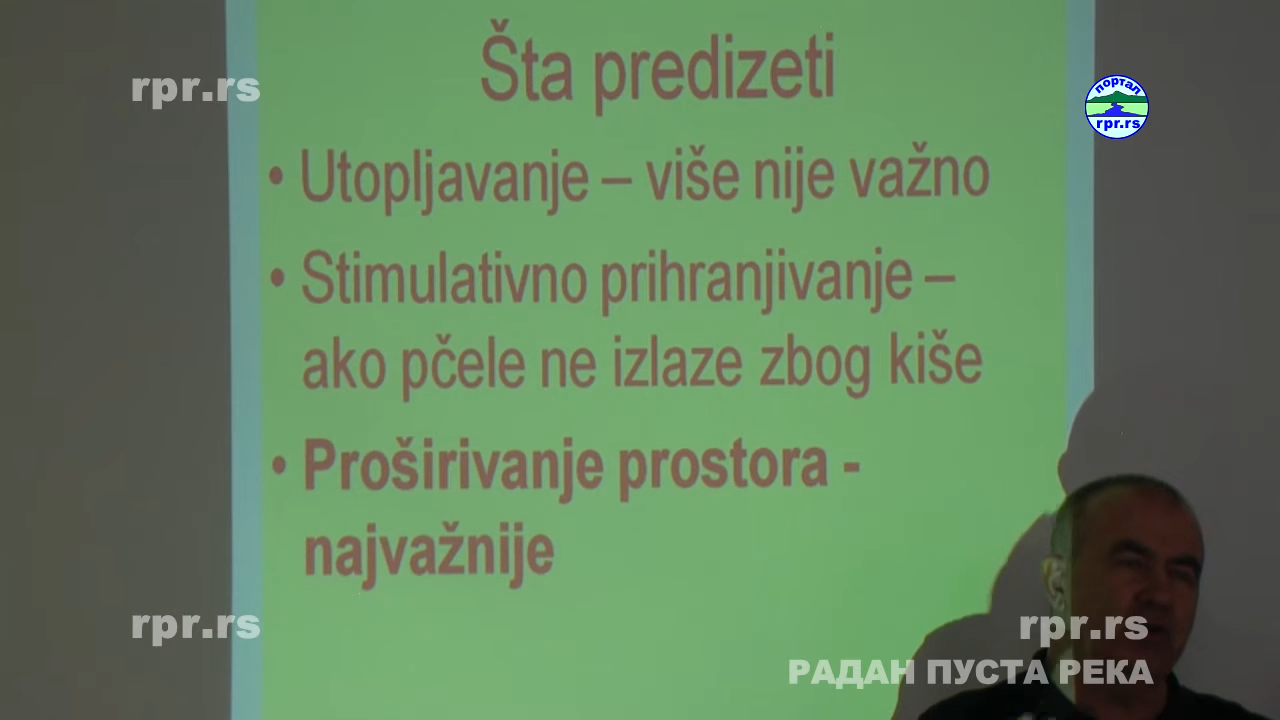 Šta predizeti
rpr.rs
портал
rpr.rs
• Utopljavanje – više nije važno
• Stimulativno prihranjivanje –
ako pčele ne izlaze zbog kiše
• Proširivanje prostora -
najvažnije
rpr.rs
rpr.rs
РАДАН ПУСТА РЕКА